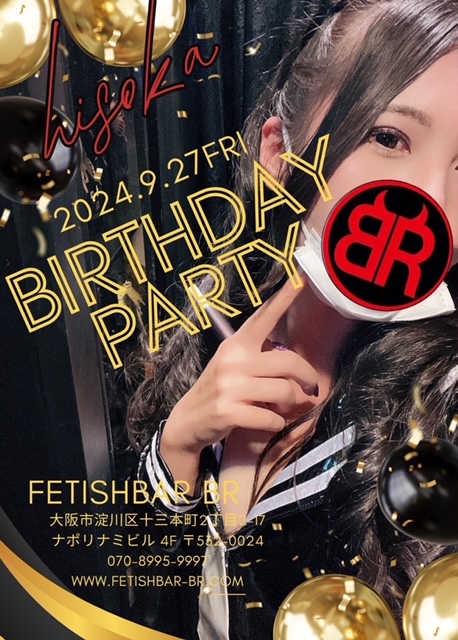 hisoka
2024.9.27FRI
BIRTHDAY
PARTY
BR
FETISHBAR BR
大阪市淀川区十三本町2丁目2-17
ナポリナミビル 4F 〒532-0024
070-8995-9997
WWW.FETISHBAR-BR.COM